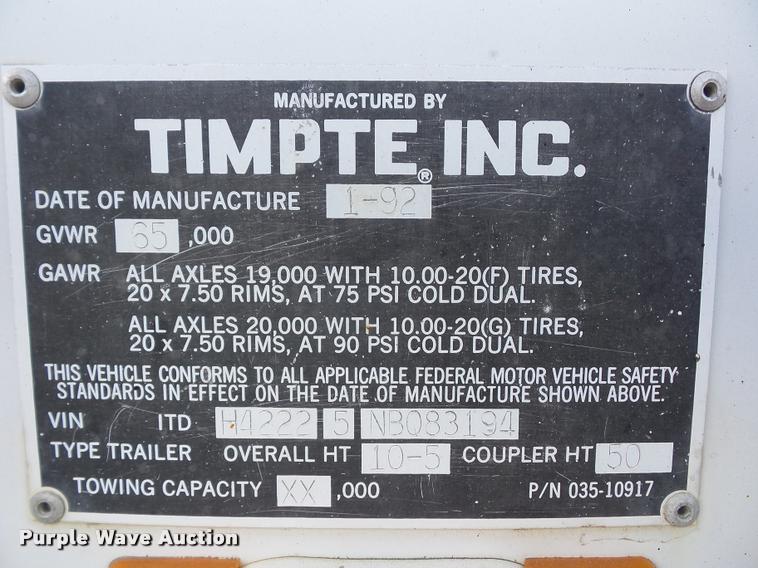 MANUFACTURED BY
TIMPTE® INC.
DATE OF MANUFACTURE 1-92
GVWR 65 ,000
GAWR ALL AXLES 19,000 WITH 10.00-20(F) TIRES,
20 x 7.50 RIMS, AT 75 PSI COLD DUAL.
ALL AXLES 20,000 WITH 10.00-20(G) TIRES,
20 x 7.50 RIMS, AT 90 PSI COLD DUAL.
THIS VEHICLE CONFORMS TO ALL APPLICABLE FEDERAL MOTOR VEHICLE SAFETY
STANDARDS IN EFFECT ON THE DATE OF MANUFACTURE SHOWN ABOVE.
VIN 1TD H4222 5 NB083194
TYPE TRAILER OVERALL HT 10-5 COUPLER HT 50
TOWING CAPACITY XX ,000 P/N 035-10917
Purple Wave Auction